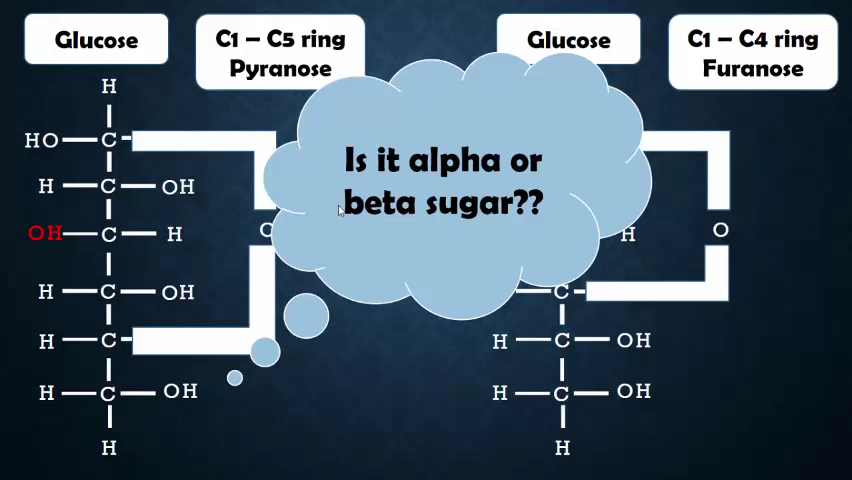 Glucose
C1 – C5 ring
Pyranose
Glucose
C1 – C4 ring
Furanose
Is it alpha or
beta sugar??
H
HO C
H C OH
OH C H
O
H C OH
H C
H C OH
H
H
O
C
H C OH
H C OH
H